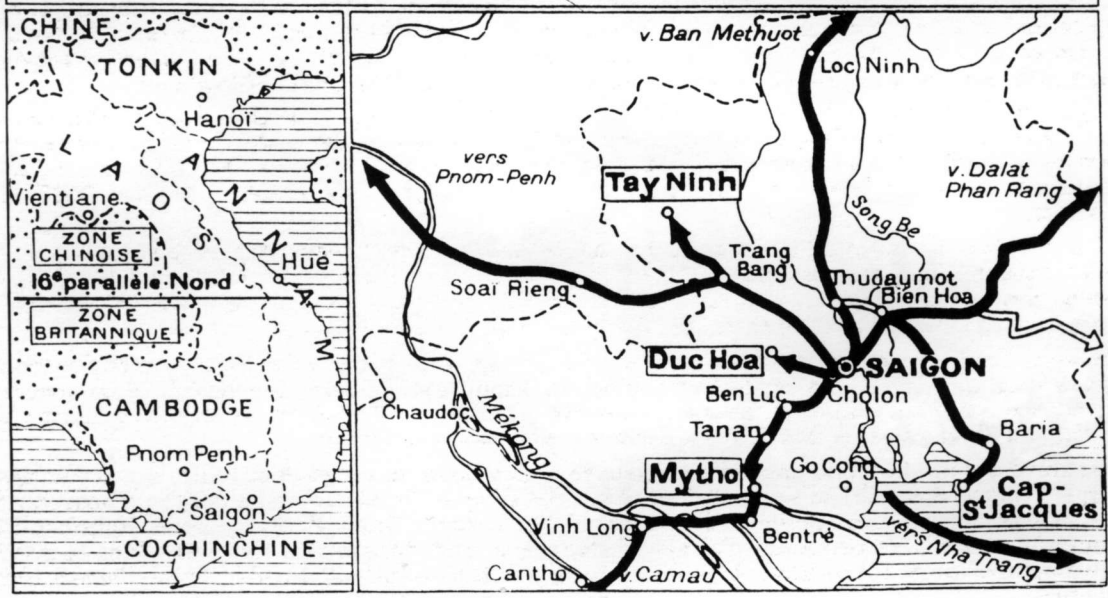 CHINE
TONKIN
Hanoï
LAOS
ANNAM
Vientiane
ZONE
CHINOISE
Hué
16e parallèle Nord
ZONE
BRITANNIQUE
CAMBODGE
Pnom Penh
Saigon
COCHINCHINE
v. Ban Methuot
Loc Ninh
vers
Pnom-Penh
Tay Ninh
v. Dalat
Phan Rang
Song Be
Trang
Bang
Soaï Rieng
Thudaumot
Bien Hoa
Duc Hoa
SAIGON
Ben Luc
Cholon
Chaudoc
Mékong
Tanau
Baria
Mytho
Go Cong
Cap-
St Jacques
Vinh Long
Bentré
vers Nha Trang
Cantho
v. Camau